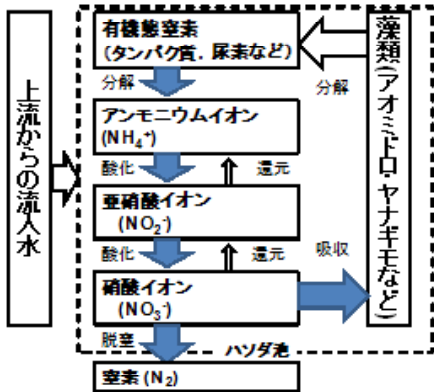 上流からの流入水
有機態窒素
(タンパク質、尿素など)
分解
分解
アンモニウムイオン
(NH₄⁺)
酸化
還元
亜硝酸イオン
(NO₂⁻)
酸化
還元
吸収
硝酸イオン
(NO₃⁻)
脱窒
ハソダ池
窒素(N₂)
藻類(アオミドロ・ヤナギモなど)